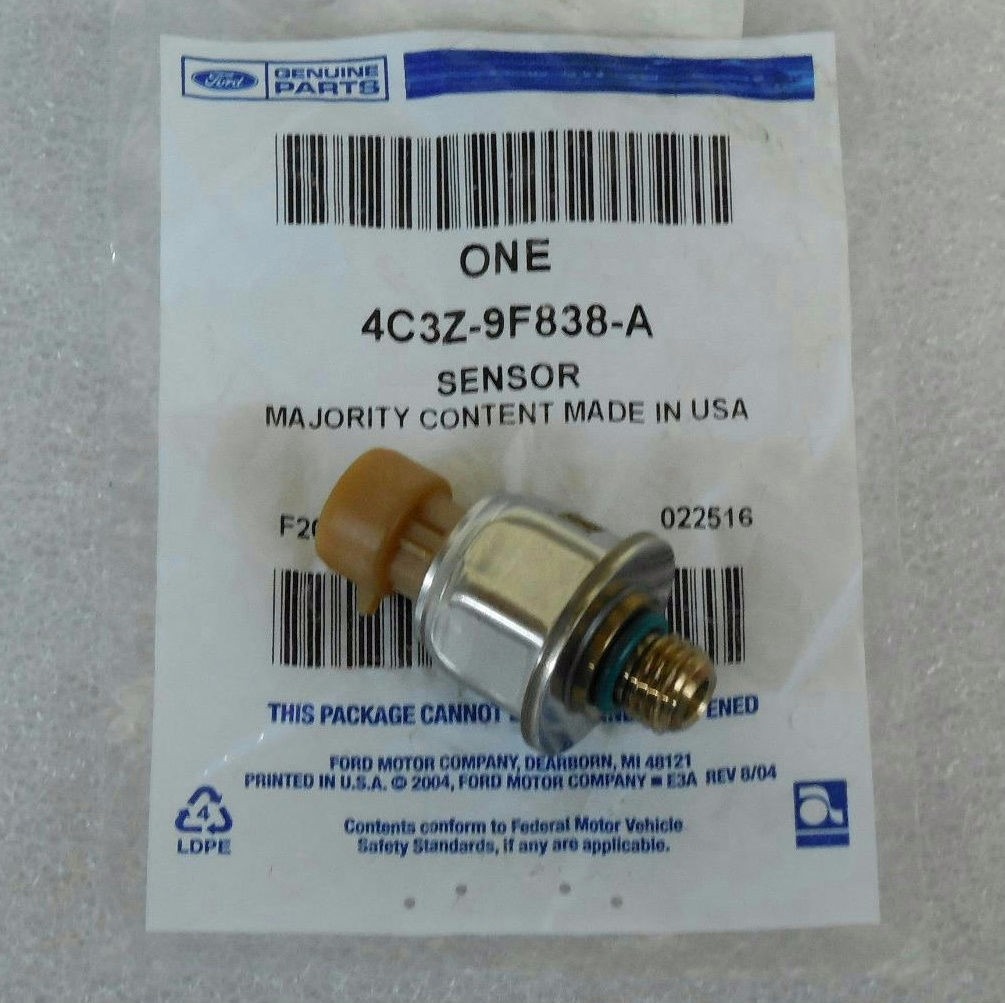 Ford GENUINE PARTS
ONE
4C3Z-9F838-A
SENSOR
MAJORITY CONTENT MADE IN USA
022516
THIS PACKAGE CANNOT
FORD MOTOR COMPANY, DEARBORN, MI 48121
PRINTED IN U.S.A. © 2004, FORD MOTOR COMPANY E3A REV 8/04
4
LDPE
Contents conform to Federal Motor Vehicle
Safety Standards, if any are applicable.